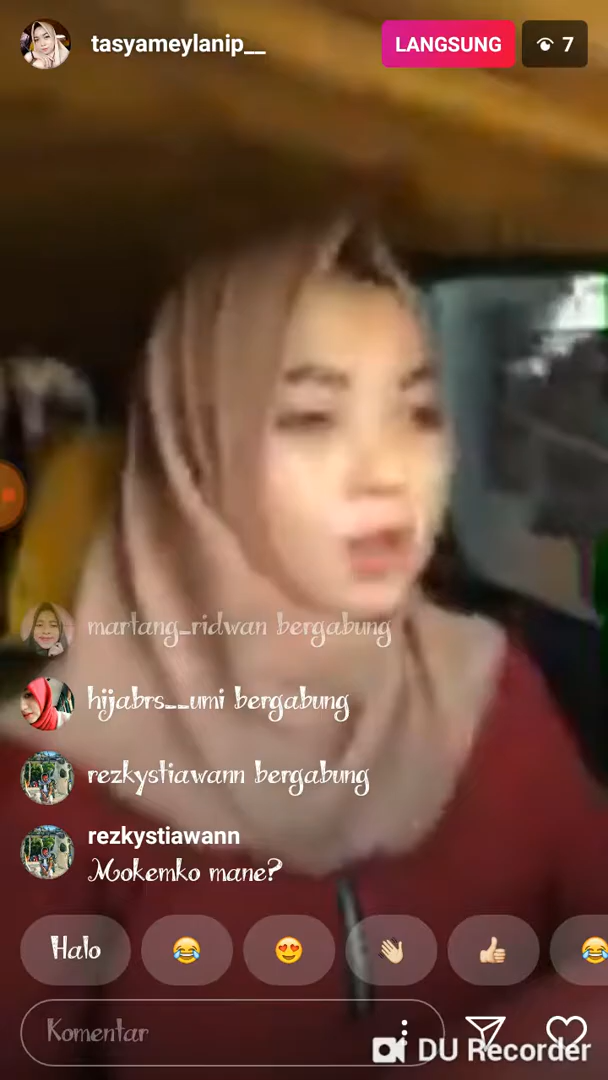 tasyameylanip__
LANGSUNG
7
martang_ridwan bergabung
hijabrs__umi bergabung
rezkystiawann bergabung
rezkystiawann
Mokemko mane?
Halo
Komentar
DU Recorder